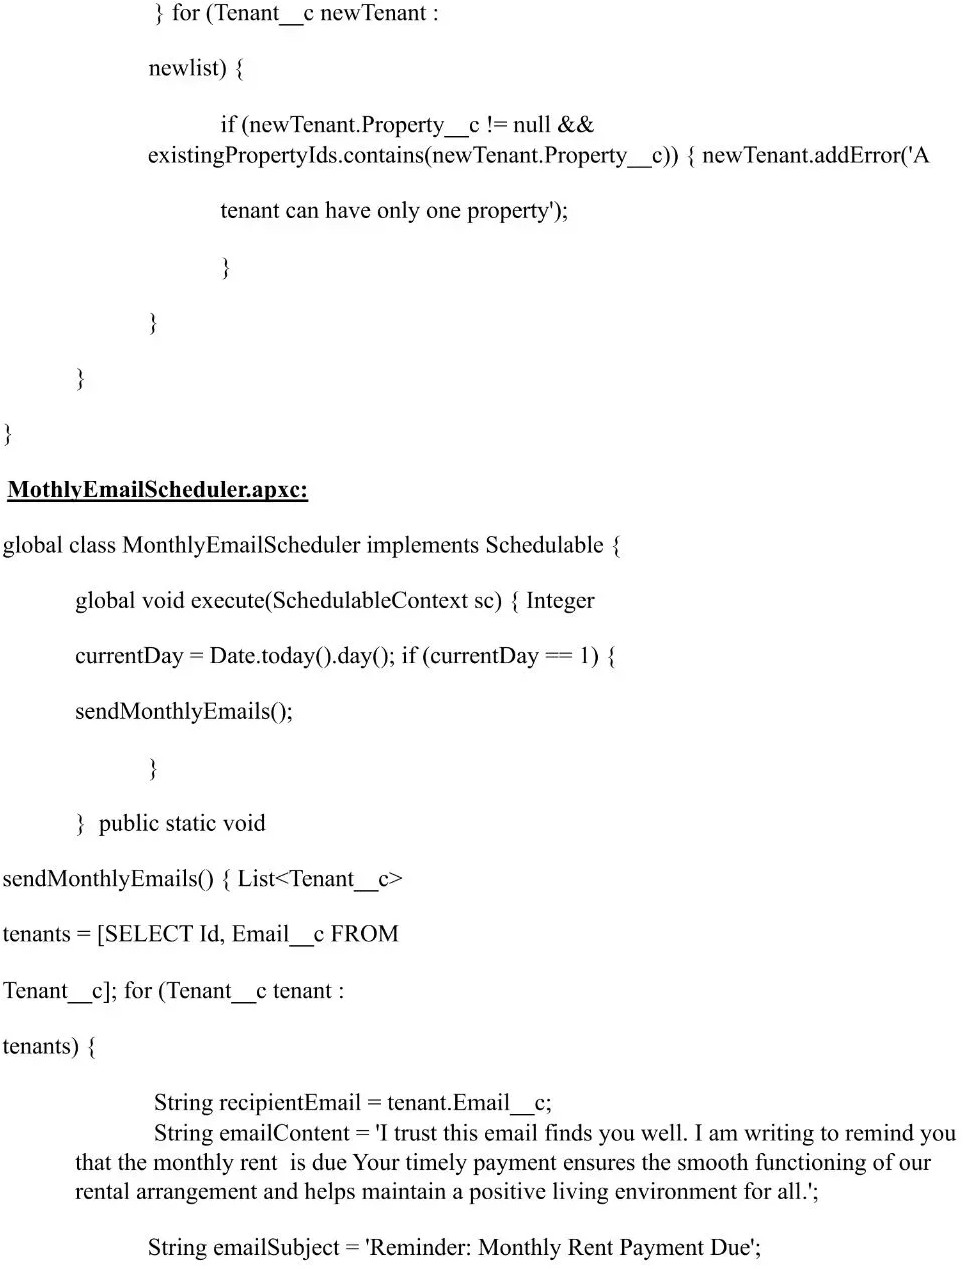 } for (Tenant__c newTenant :
newlist) {
if (newTenant.Property__c != null &&
existingPropertyIds.contains(newTenant.Property__c)) { newTenant.addError('A
tenant can have only one property');
}
}
}
}
MothlyEmailScheduler.apxc:
global class MonthlyEmailScheduler implements Schedulable {
global void execute(SchedulableContext sc) { Integer
currentDay = Date.today().day(); if (currentDay == 1) {
sendMonthlyEmails();
}
} public static void
sendMonthlyEmails() { List<Tenant__c>
tenants = [SELECT Id, Email__c FROM
Tenant__c]; for (Tenant__c tenant :
tenants) {
String recipientEmail = tenant.Email__c;
String emailContent = 'I trust this email finds you well. I am writing to remind you
that the monthly rent is due Your timely payment ensures the smooth functioning of our
rental arrangement and helps maintain a positive living environment for all.';
String emailSubject = 'Reminder: Monthly Rent Payment Due';